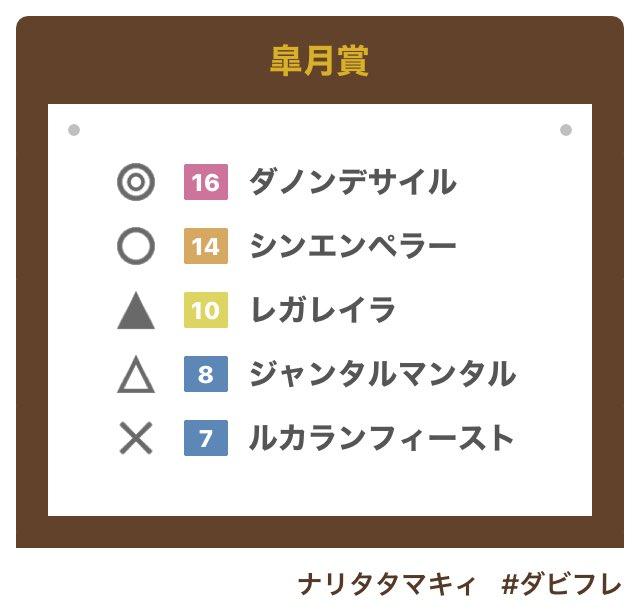 皐月賞
◎ 16 ダノンデサイル
○ 14 シンエンペラー
▲ 10 レガレイラ
△ 8 ジャンタルマンタル
× 7 ルカランフィースト
ナリタタマキィ #ダビフレ